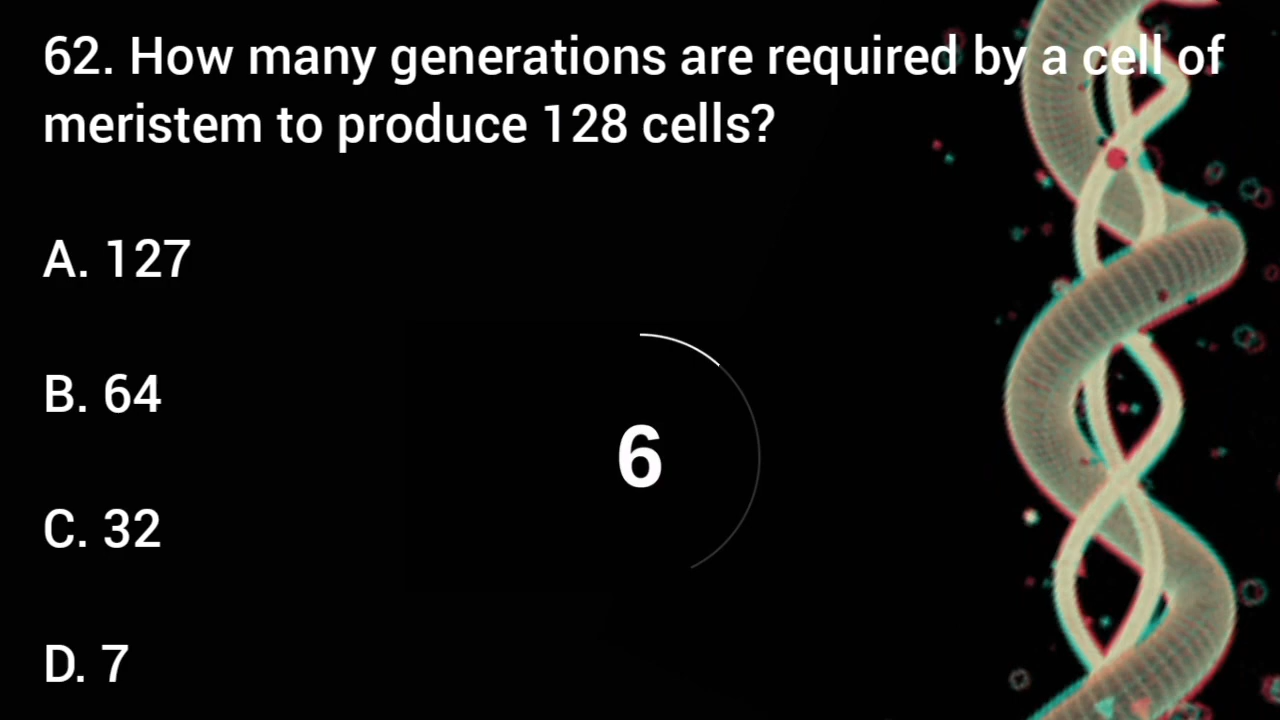 62. How many generations are required by a cell of
meristem to produce 128 cells?
A. 127
B. 64
6
C. 32
D. 7